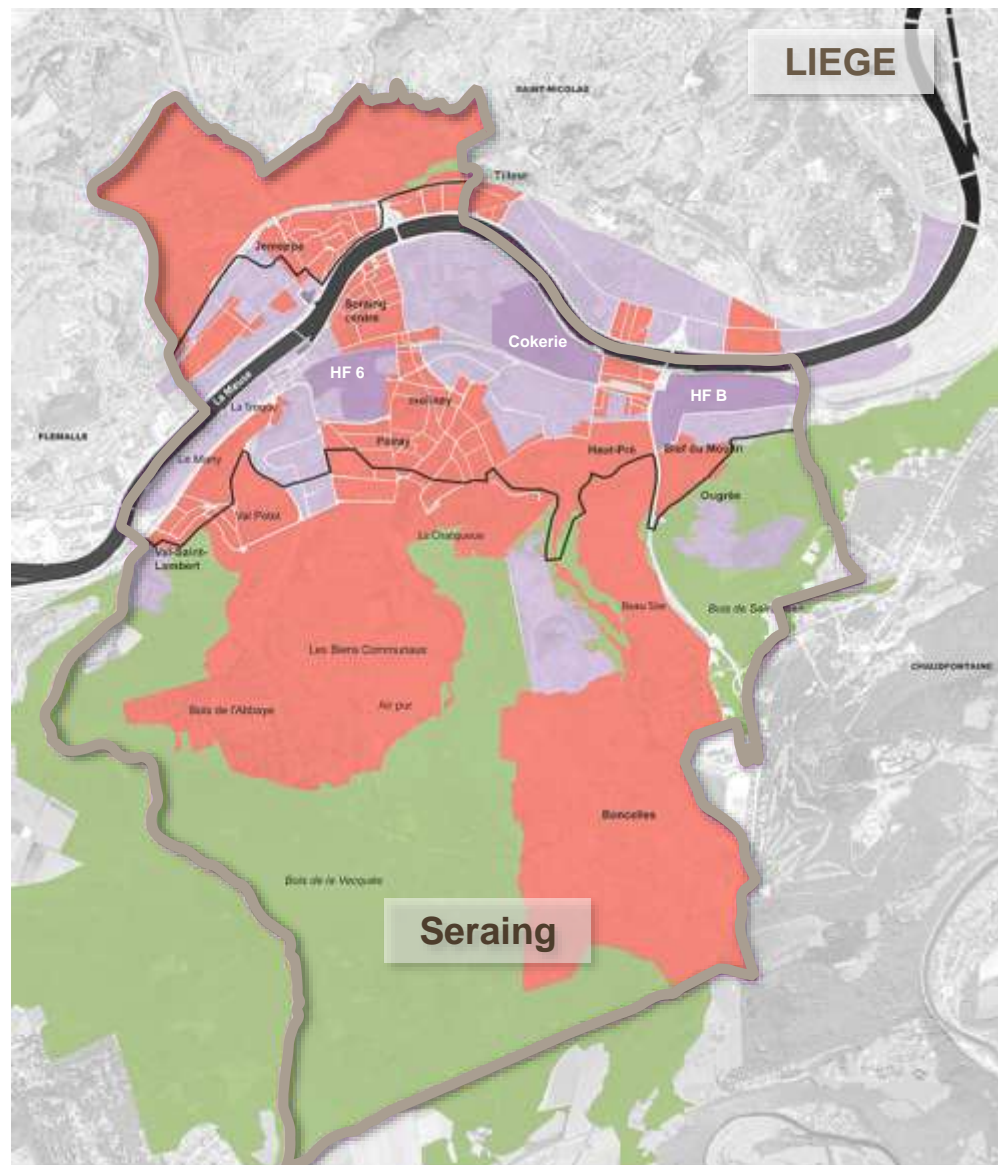 LIEGE
SAINT-NICOLAS
Tilleur
Jemeppe
Seraing
centre
Cokerie
HF 6
HF B
La Meuse
La Troque
FLEMALLE
Le Many
Pairay
Haut-Pré
Bief du Moulin
Ougrée
Val Potet
La Chatqueue
Val-Saint-
Lambert
Beau Site
Les Biens Communaux
CHAUDFONTAINE
Bois de l'Abbaye
Air pur
Boncelles
Bois de la Vecquée
Seraing